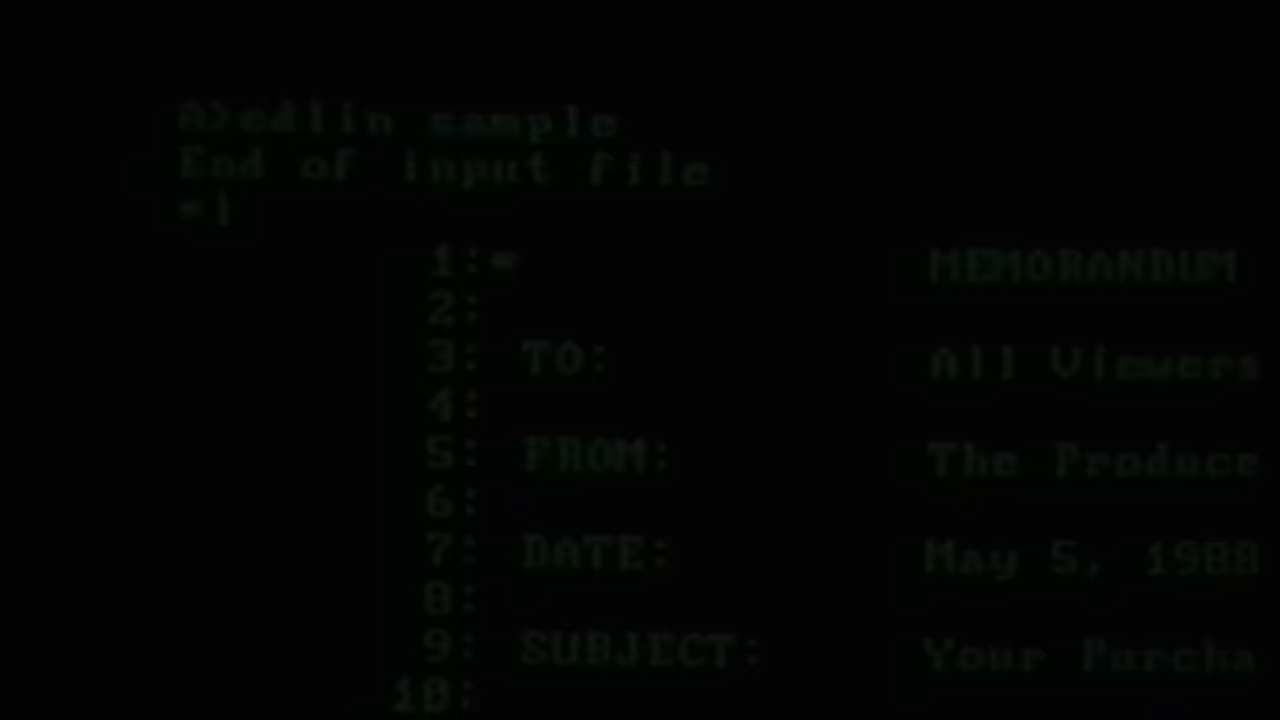 A>edlin sample
End of input file
*l
1:* MEMORANDUM
2:
3: TO: All Viewers
4:
5: FROM: The Produce
6:
7: DATE: May 5, 1988
8:
9: SUBJECT: Your Purcha
10: